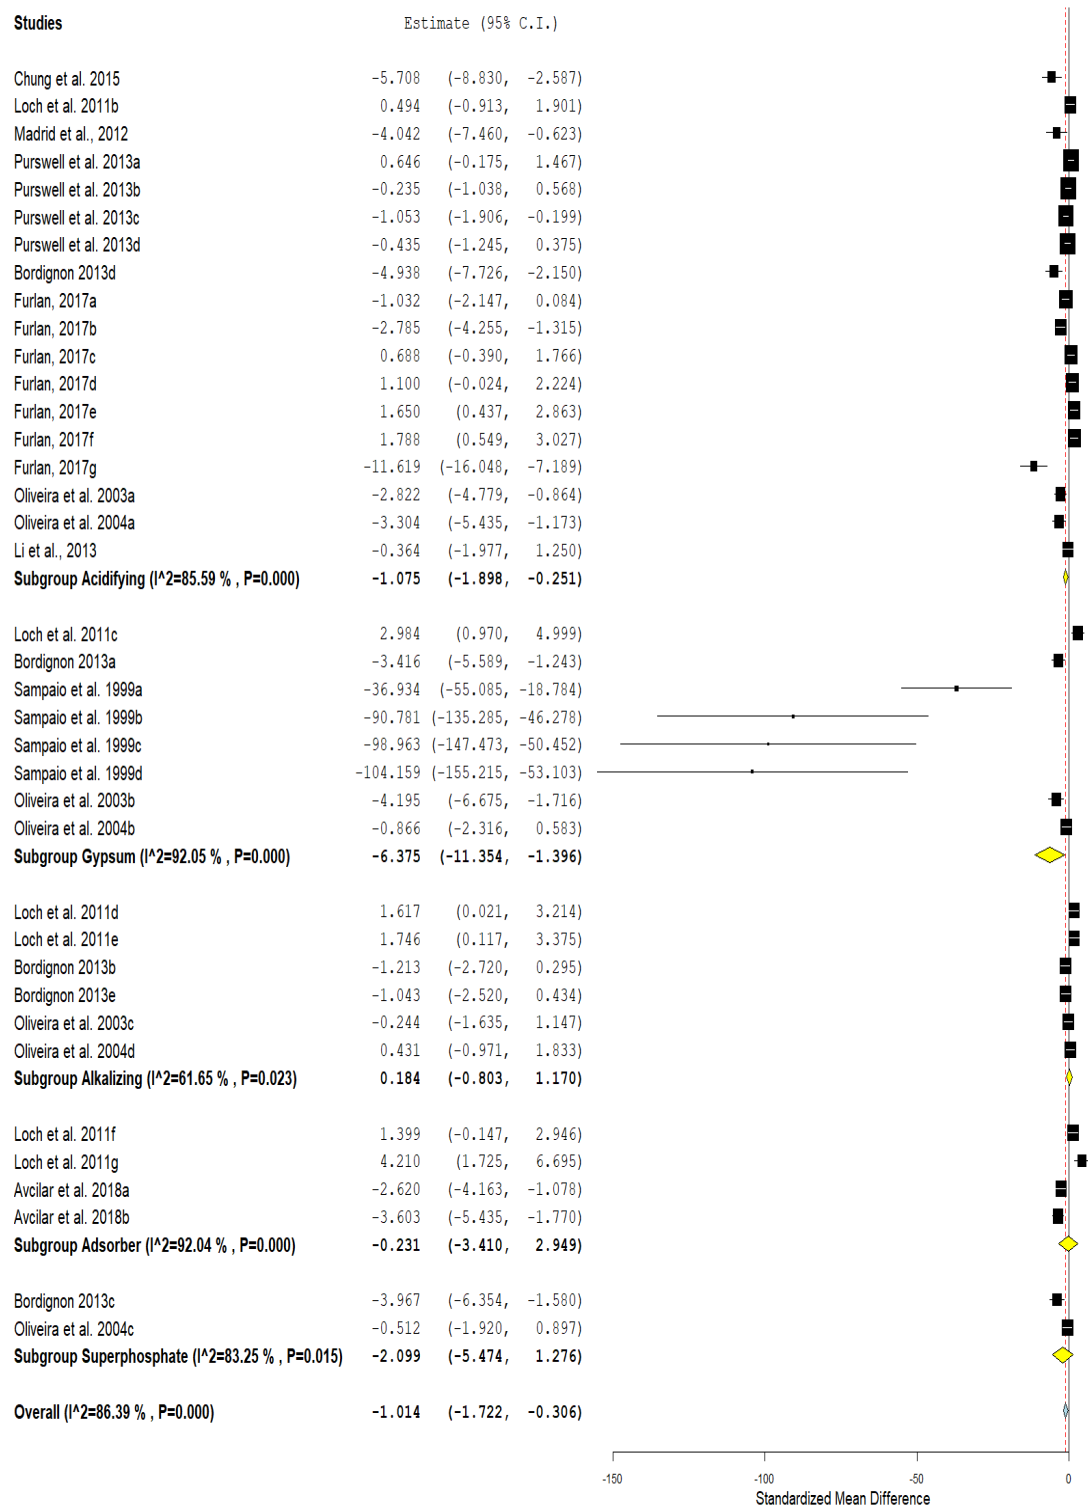 Studies Estimate (95% C.I.)
Chung et al. 2015 -5.708 (-8.830, -2.587)
Loch et al. 2011b 0.494 (-0.913, 1.901)
Madrid et al., 2012 -4.042 (-7.460, -0.623)
Purswell et al. 2013a 0.646 (-0.175, 1.467)
Purswell et al. 2013b -0.235 (-1.038, 0.568)
Purswell et al. 2013c -1.053 (-1.906, -0.199)
Purswell et al. 2013d -0.435 (-1.245, 0.375)
Bordignon 2013d -4.938 (-7.726, -2.150)
Furlan, 2017a -1.032 (-2.147, 0.084)
Furlan, 2017b -2.785 (-4.255, -1.315)
Furlan, 2017c 0.688 (-0.390, 1.766)
Furlan, 2017d 1.100 (-0.024, 2.224)
Furlan, 2017e 1.650 (0.437, 2.863)
Furlan, 2017f 1.788 (0.549, 3.027)
Furlan, 2017g -11.619 (-16.048, -7.189)
Oliveira et al. 2003a -2.822 (-4.779, -0.864)
Oliveira et al. 2004a -3.304 (-5.435, -1.173)
Li et al., 2013 -0.364 (-1.977, 1.250)
Subgroup Acidifying (I^2=85.59 % , P=0.000) -1.075 (-1.898, -0.251)
Loch et al. 2011c 2.984 (0.970, 4.999)
Bordignon 2013a -3.416 (-5.589, -1.243)
Sampaio et al. 1999a -36.934 (-55.085, -18.784)
Sampaio et al. 1999b -90.781 (-135.285, -46.278)
Sampaio et al. 1999c -98.963 (-147.473, -50.452)
Sampaio et al. 1999d -104.159 (-155.215, -53.103)
Oliveira et al. 2003b -4.195 (-6.675, -1.716)
Oliveira et al. 2004b -0.866 (-2.316, 0.583)
Subgroup Gypsum (I^2=92.05 % , P=0.000) -6.375 (-11.354, -1.396)
Loch et al. 2011d 1.617 (0.021, 3.214)
Loch et al. 2011e 1.746 (0.117, 3.375)
Bordignon 2013b -1.213 (-2.720, 0.295)
Bordignon 2013e -1.043 (-2.520, 0.434)
Oliveira et al. 2003c -0.244 (-1.635, 1.147)
Oliveira et al. 2004d 0.431 (-0.971, 1.833)
Subgroup Alkalizing (I^2=61.65 % , P=0.023) 0.184 (-0.803, 1.170)
Loch et al. 2011f 1.399 (-0.147, 2.946)
Loch et al. 2011g 4.210 (1.725, 6.695)
Avcilar et al. 2018a -2.620 (-4.163, -1.078)
Avcilar et al. 2018b -3.603 (-5.435, -1.770)
Subgroup Adsorber (I^2=92.04 % , P=0.000) -0.231 (-3.410, 2.949)
Bordignon 2013c -3.967 (-6.354, -1.580)
Oliveira et al. 2004c -0.512 (-1.920, 0.897)
Subgroup Superphosphate (I^2=83.25 % , P=0.015) -2.099 (-5.474, 1.276)
Overall (I^2=86.39 % , P=0.000) -1.014 (-1.722, -0.306)
-150 -100 -50 0
Standardized Mean Difference